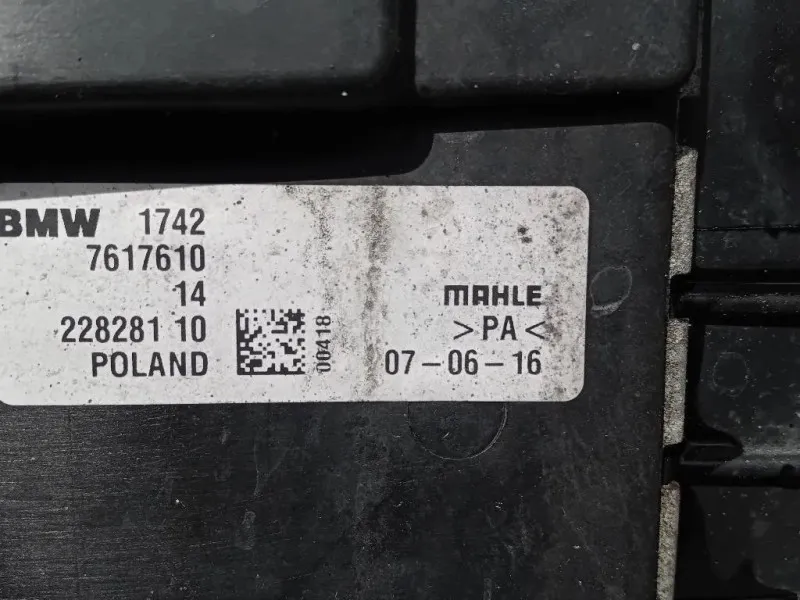 BMW 1742
7617610
14
228281 10
POLAND
00418
MAHLE
>PA<
07-06-16